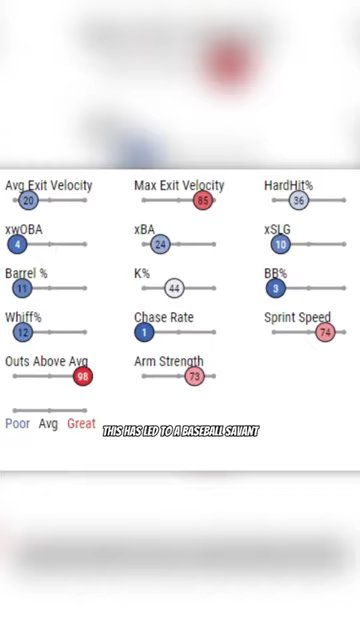 Avg Exit Velocity Max Exit Velocity HardHit%
20 85 36
xwOBA xBA xSLG
4 24 10
Barrel % K% BB%
11 44 3
Whiff% Chase Rate Sprint Speed
12 1 74
Outs Above Avg Arm Strength
98 73
Poor Avg Great
THIS HAS LED TO A BASEBALL SAVANT